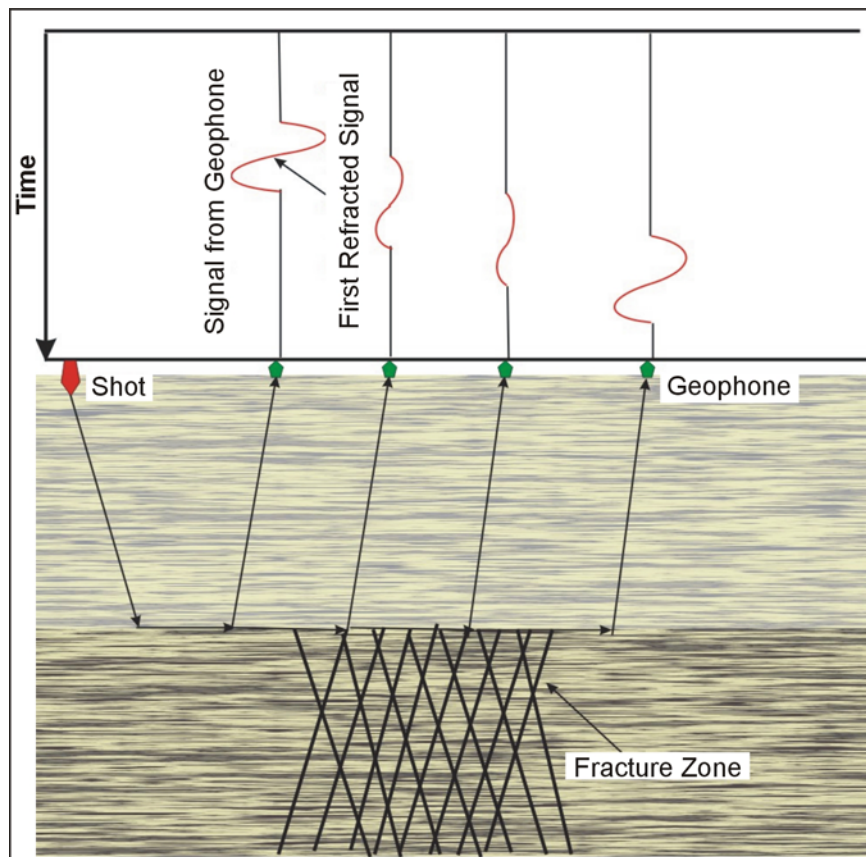 Time
Signal from Geophone
First Refracted Signal
Shot
Geophone
Fracture Zone